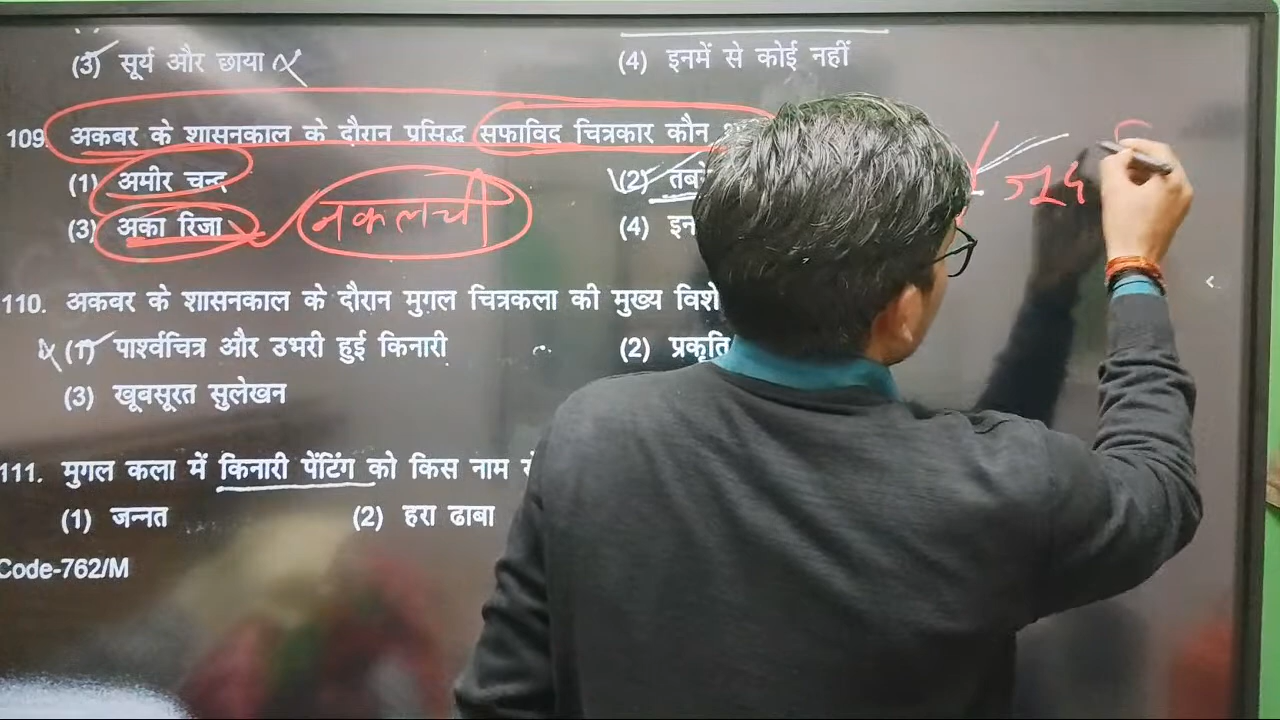 (3) सूर्य और छाया
(4) इनमें से कोई नहीं
109. अकबर के शासनकाल के दौरान प्रसिद्ध सफाविद चित्रकार कौन
(1) अमीर चन्द
(2) तब
(3) अका रिजा नकलची
(4) इन
110. अकबर के शासनकाल के दौरान मुगल चित्रकला की मुख्य विशे
(1) पार्श्वचित्र और उभरी हुई किनारी
(2) प्रकृति
(3) खूबसूरत सुलेखन
111. मुगल कला में किनारी पेंटिंग को किस नाम
(1) जन्नत (2) हरा ढाबा
Code-762/M